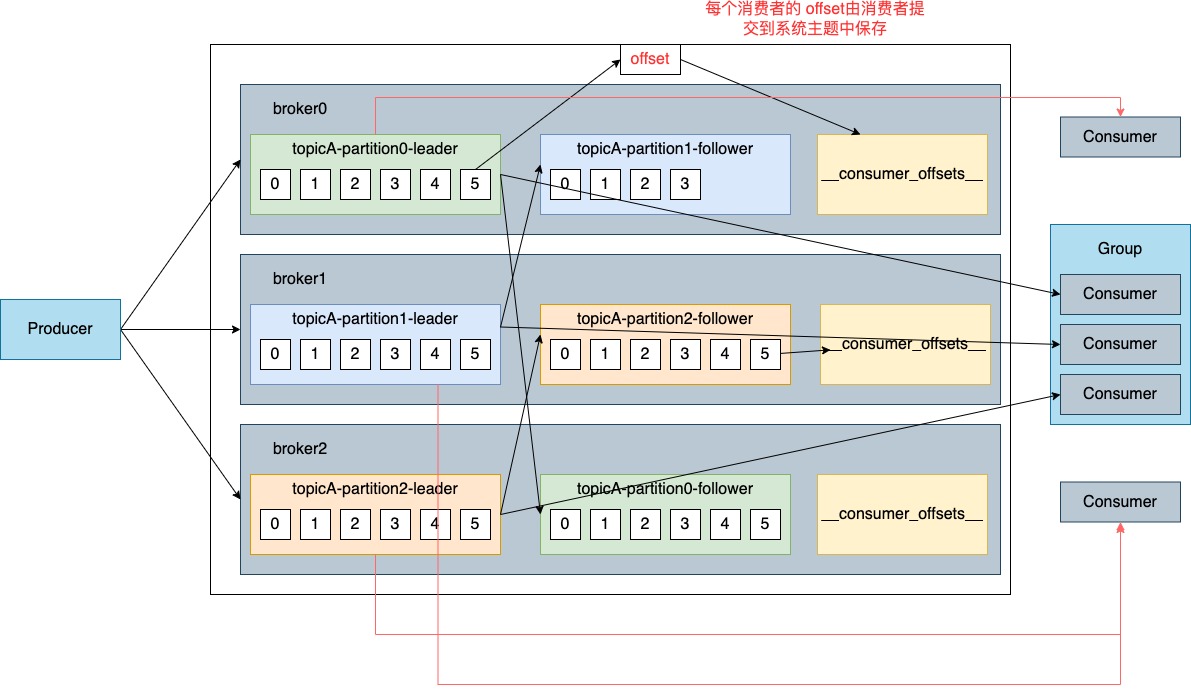 每个消费者的 offset由消费者提
交到系统主题中保存
offset
broker0
topicA-partition0-leader
0 1 2 3 4 5
topicA-partition1-follower
0 1 2 3
__consumer_offsets__
Consumer
broker1
topicA-partition1-leader
0 1 2 3 4 5
topicA-partition2-follower
0 1 2 3 4 5
__consumer_offsets__
Producer
Group
Consumer
Consumer
Consumer
broker2
topicA-partition2-leader
0 1 2 3 4 5
topicA-partition0-follower
0 1 2 3 4 5
__consumer_offsets__
Consumer